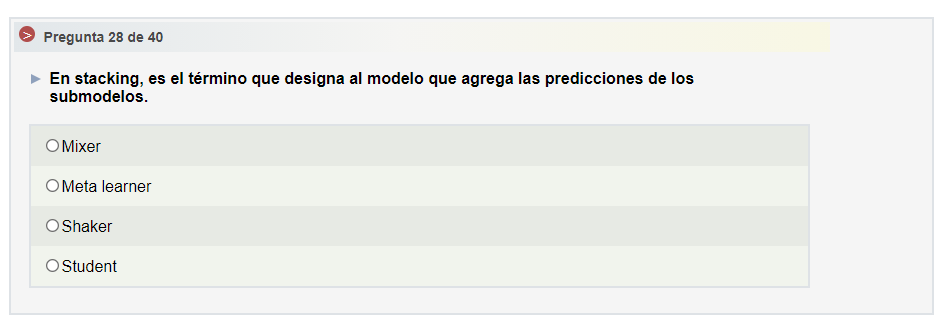 Pregunta 28 de 40
En stacking, es el término que designa al modelo que agrega las predicciones de los
submodelos.
Mixer
Meta learner
Shaker
Student